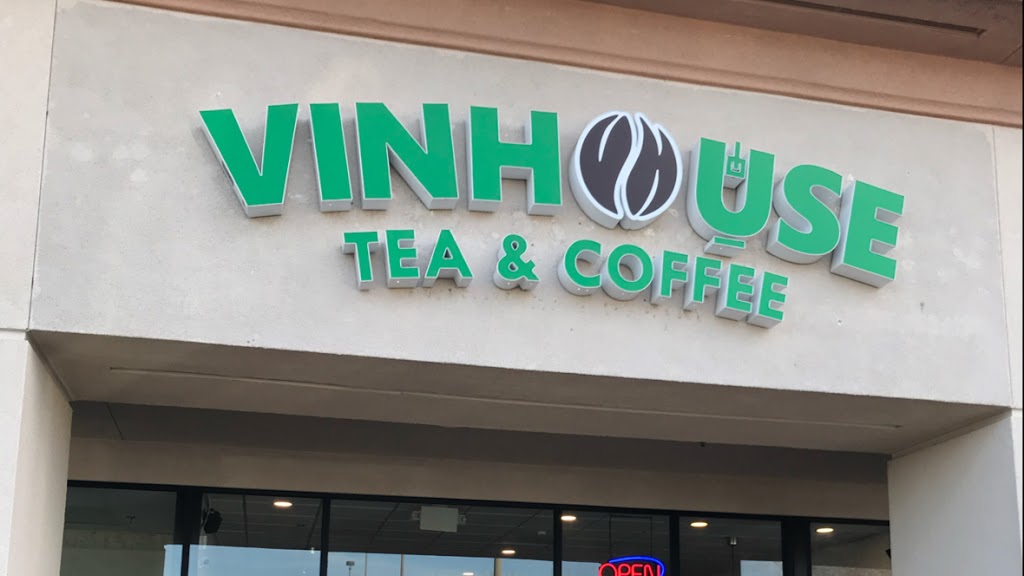 VINHOUSE
TEA & COFFEE
OPEN